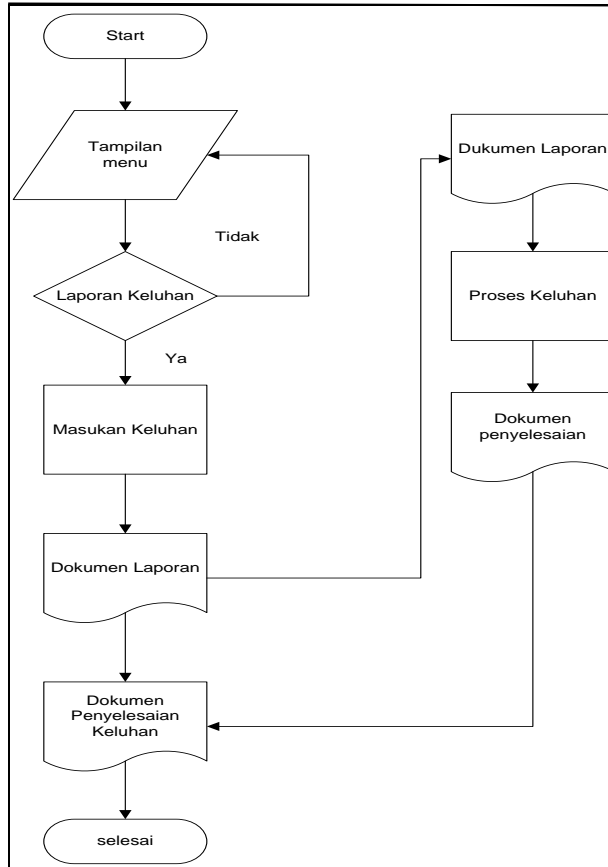 Start
Tampilan
menu
Tidak
Laporan Keluhan
Ya
Masukan Keluhan
Dokumen Laporan
Dokumen
Penyelesaian
Keluhan
selesai
Dukumen Laporan
Proses Keluhan
Dokumen
penyelesaian